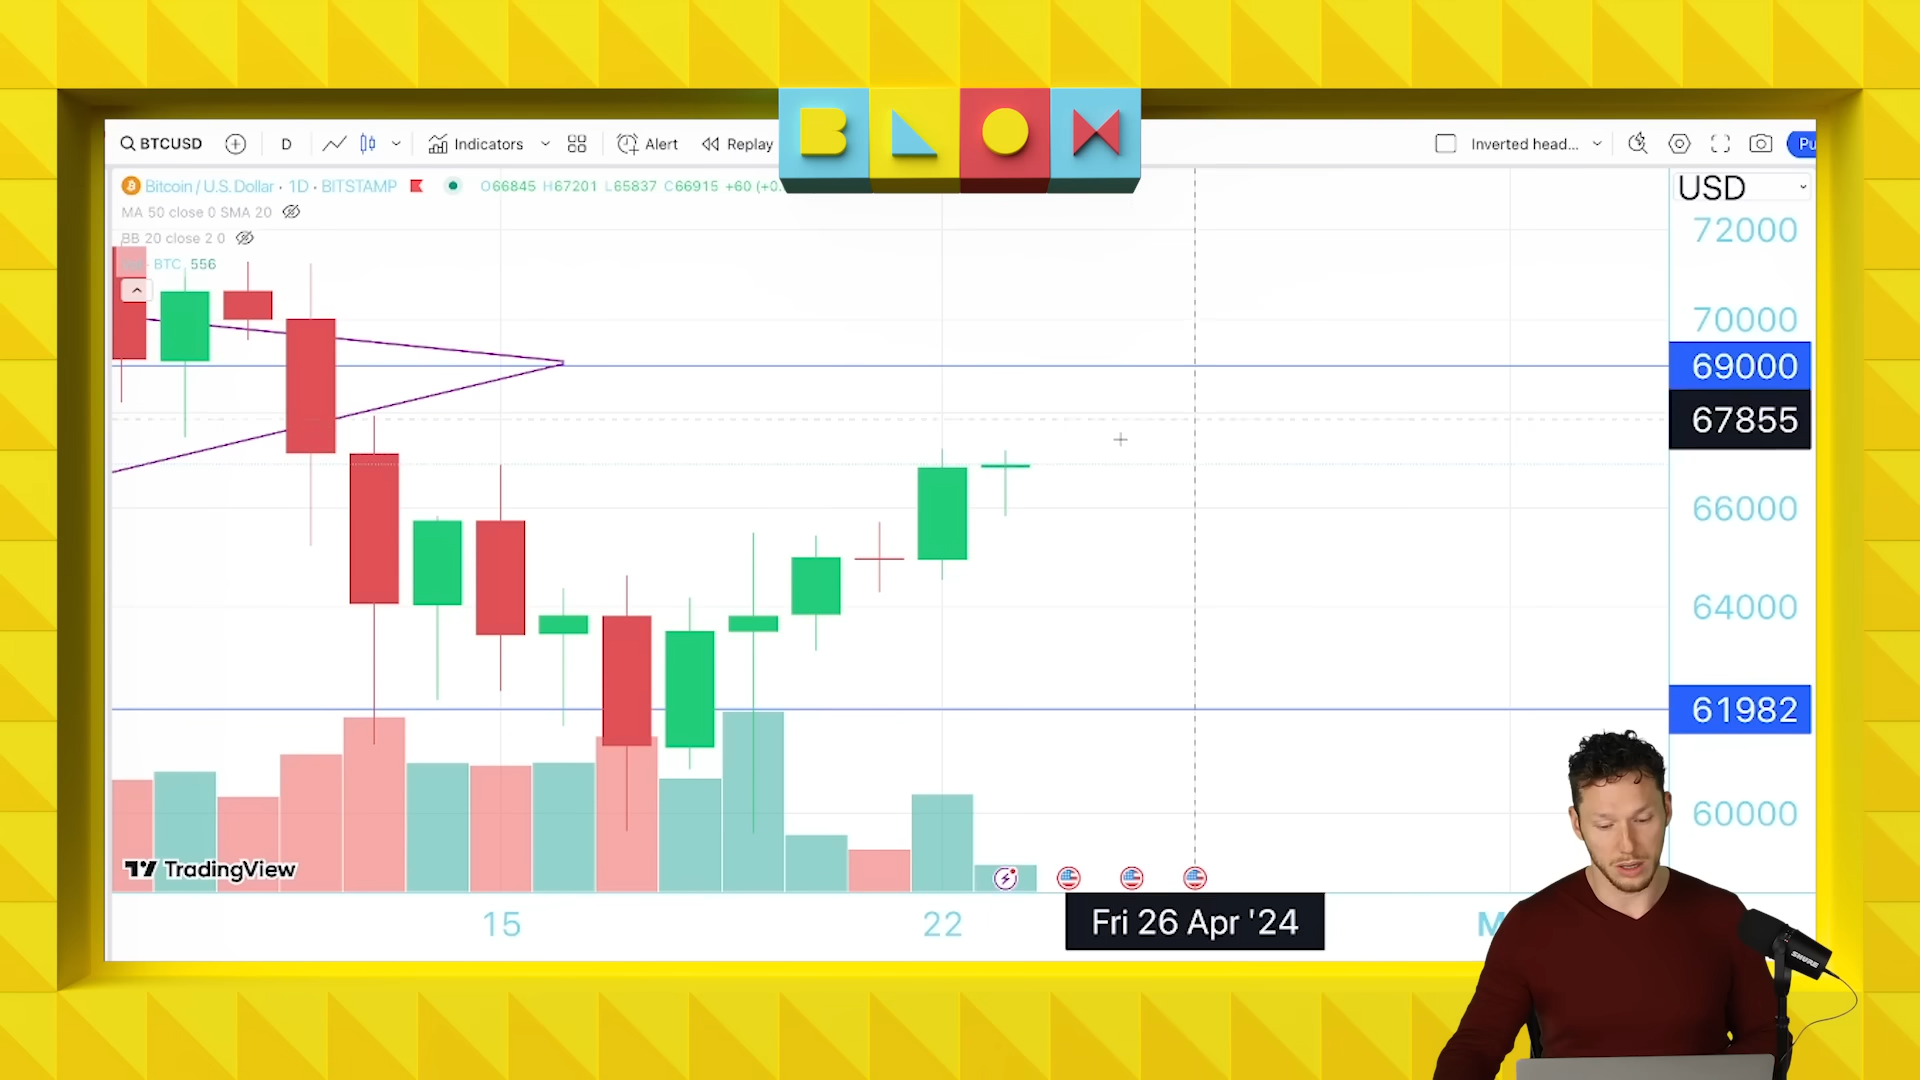 BLOM
BTCUSD
D
Indicators
Alert
Replay
Inverted head...
Pu
Bitcoin / U.S. Dollar · 1D · BITSTAMP
O66845 H67201 L65837 C66915 +60 (+0.
MA 50 close 0 SMA 20
BB 20 close 2 0
BTC 556
USD
72000
70000
69000
67855
66000
64000
61982
60000
TradingView
15
22
Fri 26 Apr '24
M
SHURE